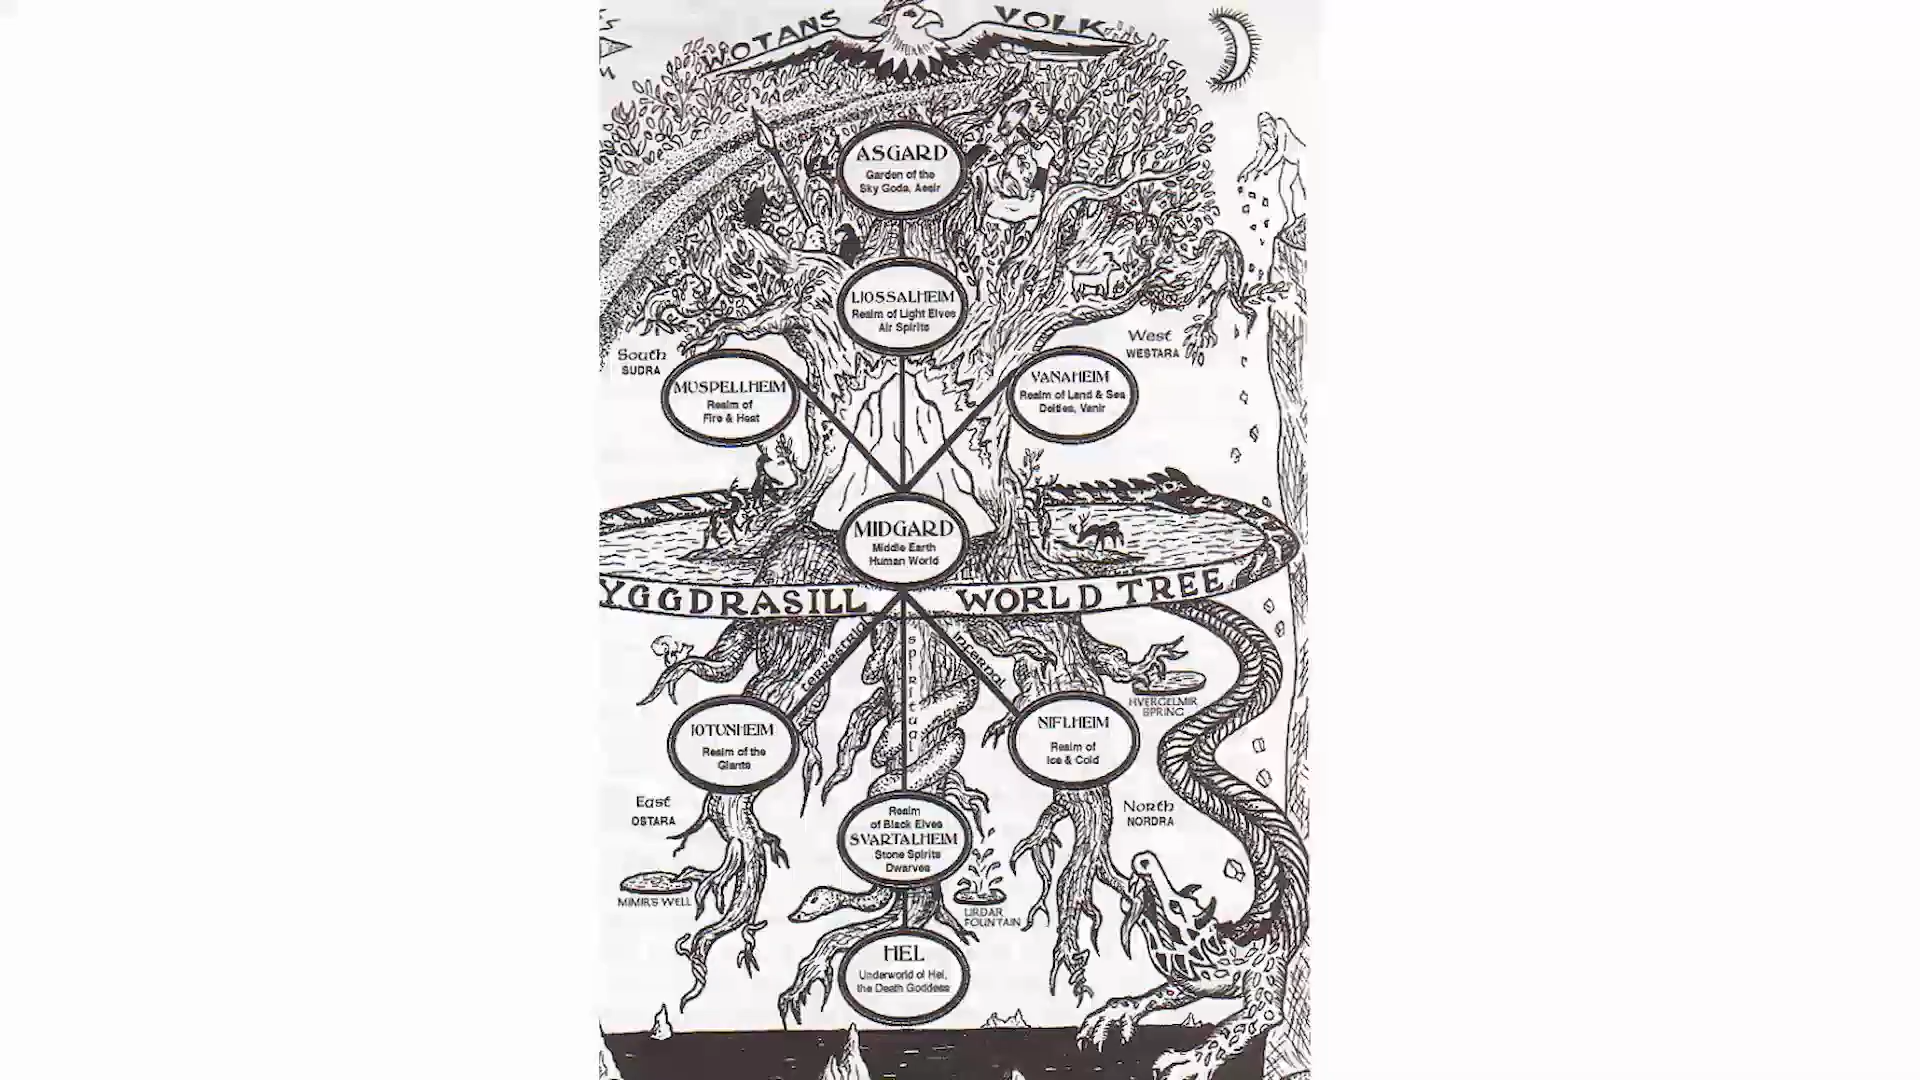 WOTANS VOLK
ASGARD
Garden of the
Sky Gods, Aesir
LIOSSALHEIM
Realm of Light Elves
Air Spirits
South
SUDRA
West
WESTARA
MUSPELLHEIM
Realm of
Fire & Heat
VANAHEIM
Realm of Land & Sea
Deities, Vanir
MIDGARD
Middle Earth
Human World
YGGDRASILL WORLD TREE
terrestrial
spiritual
infernal
HVERGELMIR
SPRING
IOTUNHEIM
Realm of the
Giants
NIFLHEIM
Realm of
Ice & Cold
East
OSTARA
North
NORDRA
Realm
of Black Elves
SVARTALHEIM
Stone Spirits
Dwarves
MIMIR'S WELL
URDAR
FOUNTAIN
HEL
Underworld of Hel,
the Death Goddess